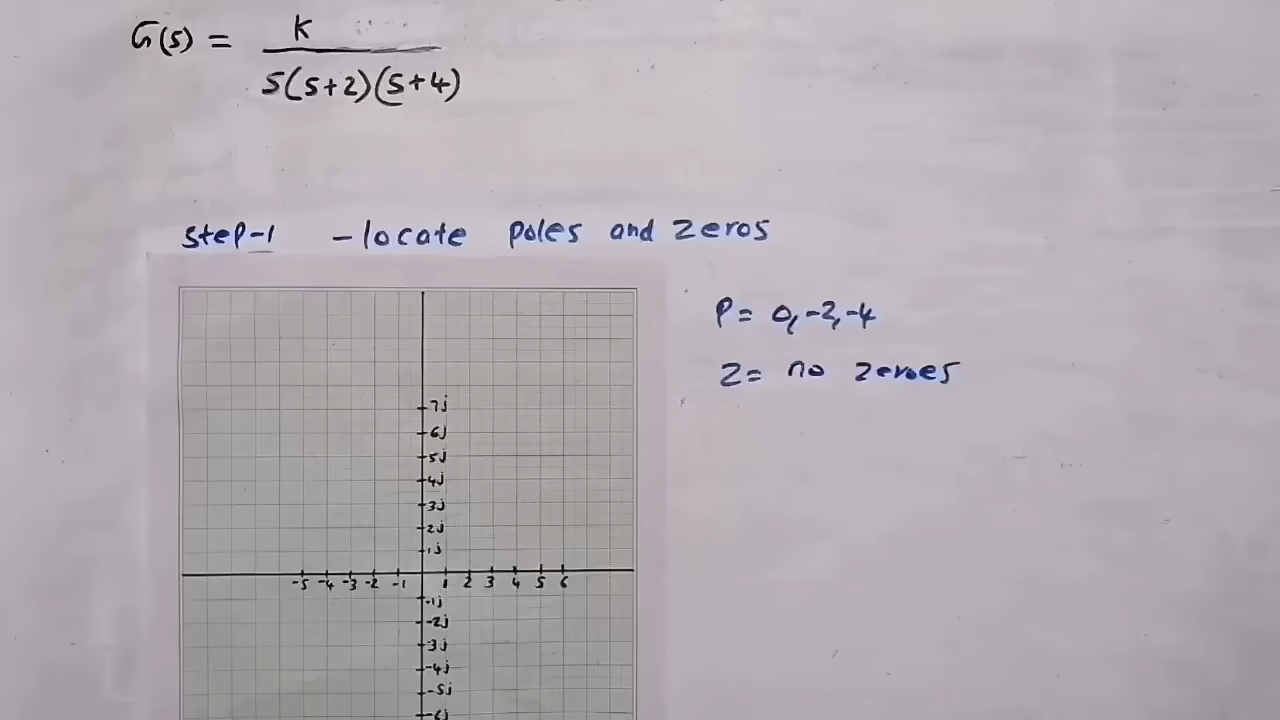 G(s) = K
s(s+2)(s+4)
step-1 - locate poles and zeros
P = 0, -2, -4
Z = no zeroes
7j
6j
5j
4j
3j
2j
1j
-5 -4 -3 -2 -1 1 2 3 4 5 6
-1j
-2j
-3j
-4j
-5j
-6j